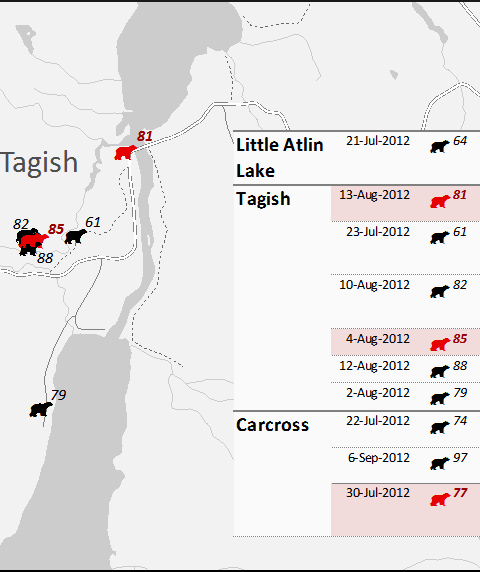 81
Tagish
82
85
61
88
79
Little Atlin
Lake
21-Jul-2012 64
Tagish
13-Aug-2012 81
23-Jul-2012 61
10-Aug-2012 82
4-Aug-2012 85
12-Aug-2012 88
2-Aug-2012 79
Carcross
22-Jul-2012 74
6-Sep-2012 97
30-Jul-2012 77